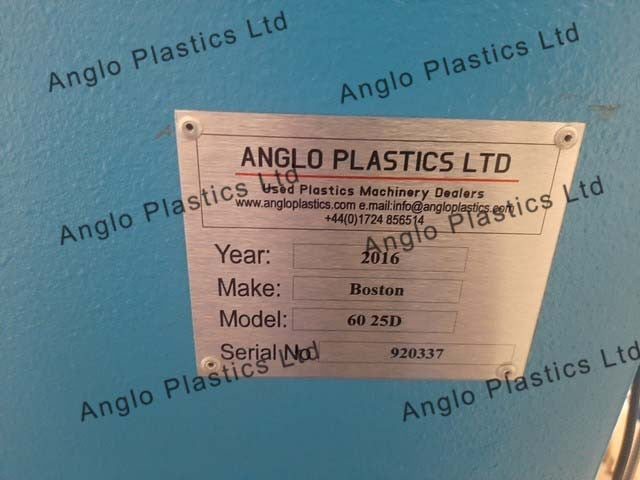 Anglo Plastics Ltd
Anglo Plastics Ltd
ANGLO PLASTICS LTD
Used Plastics Machinery Dealers
www.angloplastics.com e.mail:info@angloplastics.com
+44(0)1724 856514
Anglo Plastics Ltd
Anglo Plastics Ltd
Year: 2016
Make: Boston
Model: 60 25D
Serial No 920337
Anglo Plastics Ltd
Anglo Plastics Ltd